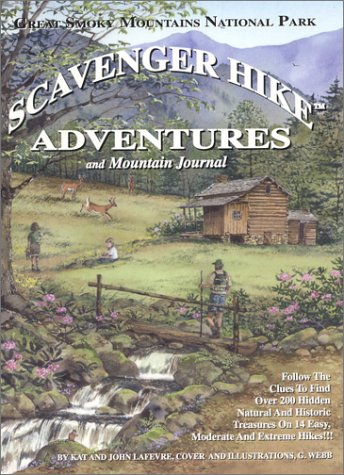 GREAT SMOKY MOUNTAINS NATIONAL PARK
SCAVENGER HIKE™
ADVENTURES
and Mountain Journal
Follow The
Clues To Find
Over 200 Hidden
Natural And Historic
Treasures On 14 Easy,
Moderate And Extreme Hikes!!!
BY KAT AND JOHN LAFEVRE, COVER AND ILLUSTRATIONS, G. WEBB